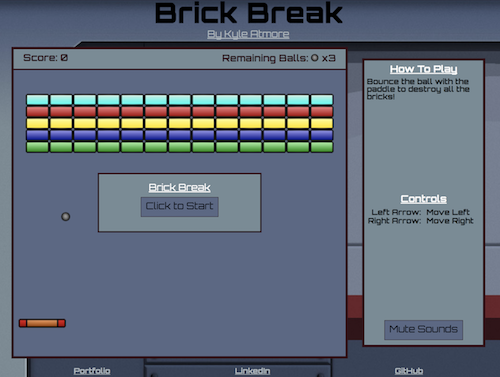 Brick Break
By Kyle Atmore
Score: 0
Remaining Balls: x3
Brick Break
Click to Start
How To Play
Bounce the ball with the
paddle to destroy all the
bricks!
Controls
Left Arrow: Move Left
Right Arrow: Move Right
Mute Sounds
Portfolio
LinkedIn
GitHub